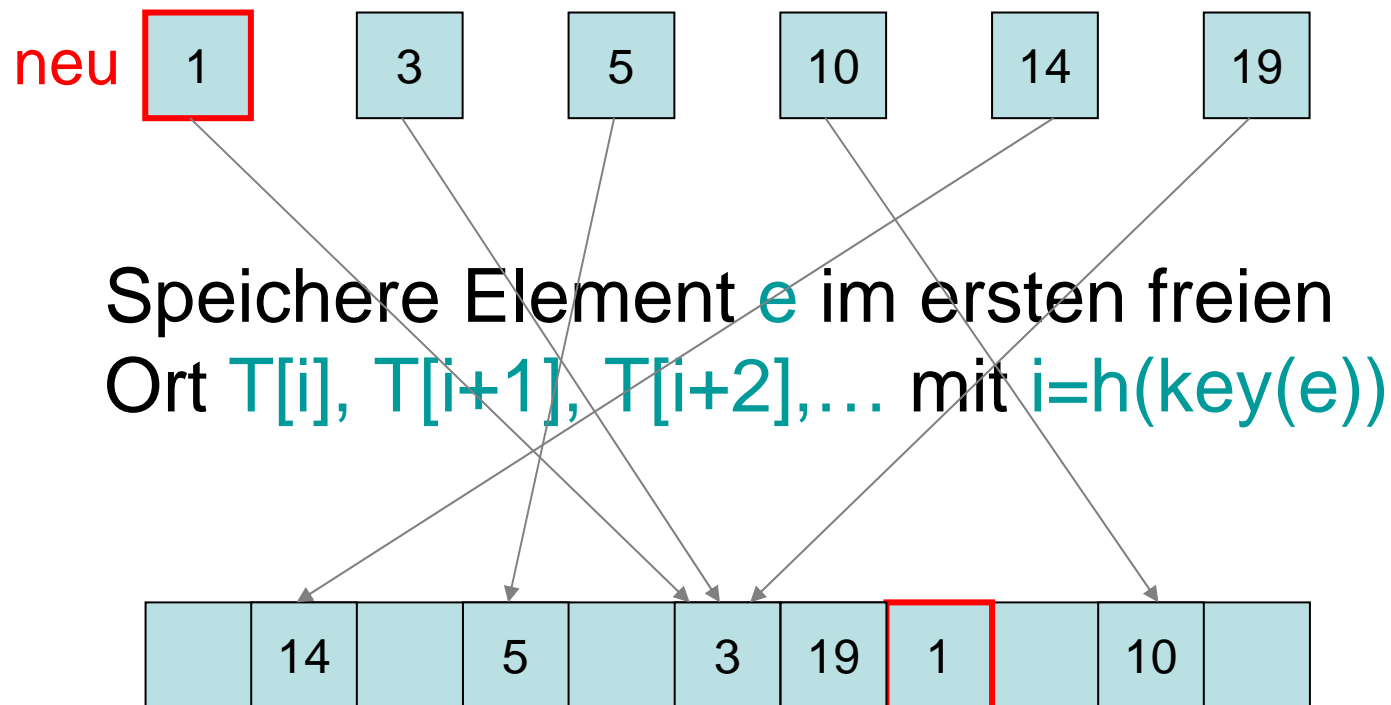 neu 1 3 5 10 14 19
Speichere Element e im ersten freien
Ort T[i], T[i+1], T[i+2],… mit i=h(key(e))
14 5 3 19 1 10